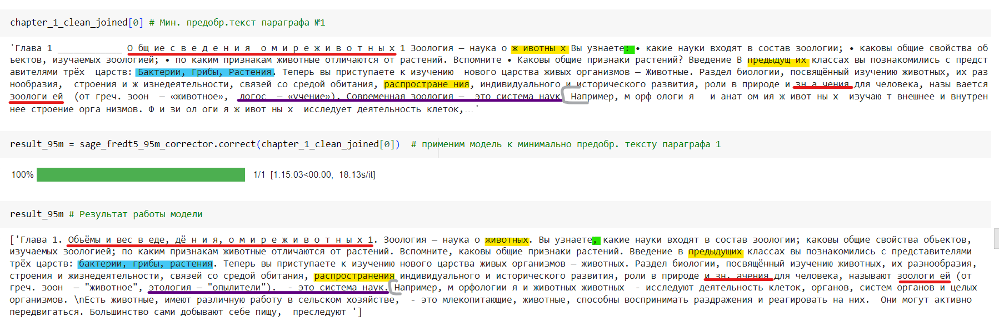 chapter_1_clean_joined[0] # Мин. предобр.текст параграфа №1
'Глава 1 ____________ О бщ ие с в е д е н и я  о м и р е ж и в о т н ы х 1 Зоология — наука о ж ивотны х Вы узнаете: • какие науки входят в состав зоологии; • каковы общие свойства об
ъектов, изучаемых зоологией; • по каким признакам животные отличаются от растений. Вспомните • Каковы общие признаки растений? Введение В предыдущ их классах вы познакомились с предст
авителями трёх  царств: Бактерии, Грибы, Растения. Теперь вы приступаете к изучению  нового царства живых организмов — Животные. Раздел биологии, посвящённый изучению животных, их раз
нообразия,  строения и ж изнедеятельности, связей со средой обитания, распростране ния, индивидуального и исторического развития, роли в природе и зн а чения для человека, назы вается
зоологи ей  (от греч. зоон  — «животное»,  логос  — «учение»). Современная зоология —  это система наук. Например, м орф ологи я   и анат ом ия ж ивот ны х  изучаю т внешнее и внутрен
нее строение орга низмов. Ф и зи ол оги я ж ивот ны х  исследует деятельность клеток,...'
result_95m = sage_fredt5_95m_corrector.correct(chapter_1_clean_joined[0])  # применим модель к минимально предобр. тексту параграфа 1
100% 1/1 [1:15:03<00:00, 18.13s/it]
result_95m # Результат работы модели
['Глава 1. Объёмы и вес в еде, дё н ия, о м и р е ж и в о т н ы х 1. Зоология — наука о животных. Вы узнаете, какие науки входят в состав зоологии; каковы общие свойства объектов,
изучаемых зоологией; по каким признакам животные отличаются от растений. Вспомните, каковы общие признаки растений. Введение в предыдущих классах вы познакомились с представителями
трёх царств: бактерии, грибы, растения. Теперь вы приступаете к изучению нового царства живых организмов — животных. Раздел биологии, посвящённый изучению животных, их разнообразия,
строения и жизнедеятельности, связей со средой обитания, распространения индивидуального и исторического развития, роли в природе и зн. ачения для человека, называют зоологи ей (от
греч. зоон  — "животное", этология — "опылители").  - это система наук. Например, м орфологии я и животных животных   исследуют деятельность клеток, органов, систем органов и целых
организмов. \nЕсть животные, имеют различную работу в сельском хозяйстве,  - это млекопитающие, животные, способны воспринимать раздражения и реагировать на них.  Они могут активно
передвигаться. Большинство сами добывают себе пищу,  преследуют ']